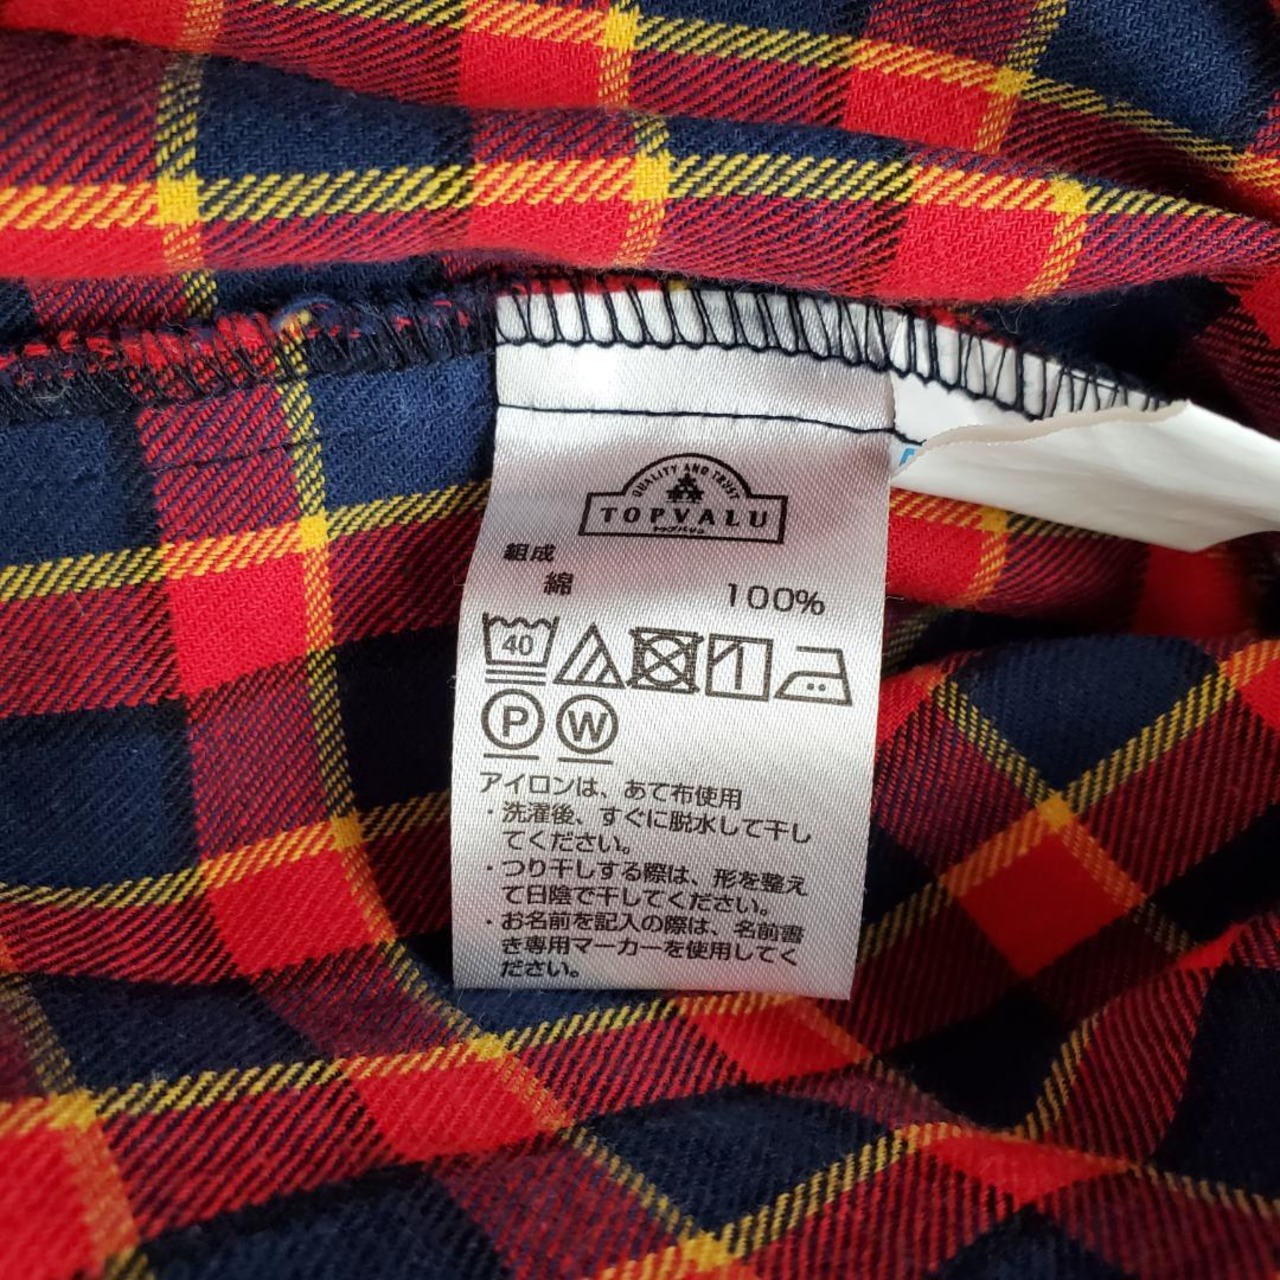 QUALITY AND TRUST
TOPVALU
トップバリュ
組成
綿 100%
40
P W
アイロンは、あて布使用
・洗濯後、すぐに脱水して干し
てください。
・つり干しする際は、形を整え
て日陰で干してください。
・お名前を記入の際は、名前書
き専用マーカーを使用してく
ださい。